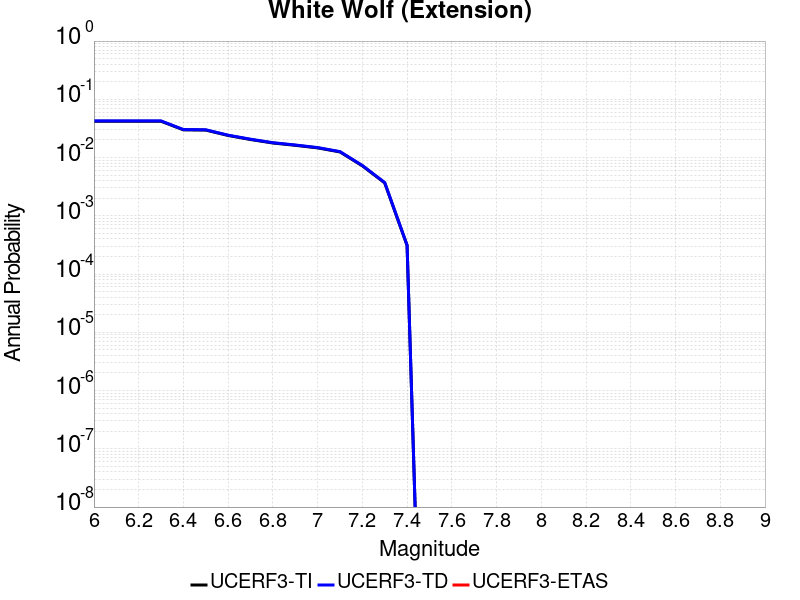 White Wolf (Extension)
10^0
10^-1
10^-2
10^-3
10^-4
10^-5
10^-6
10^-7
10^-8
Annual Probability
6 6.2 6.4 6.6 6.8 7 7.2 7.4 7.6 7.8 8 8.2 8.4 8.6 8.8 9
Magnitude
UCERF3-TI UCERF3-TD UCERF3-ETAS